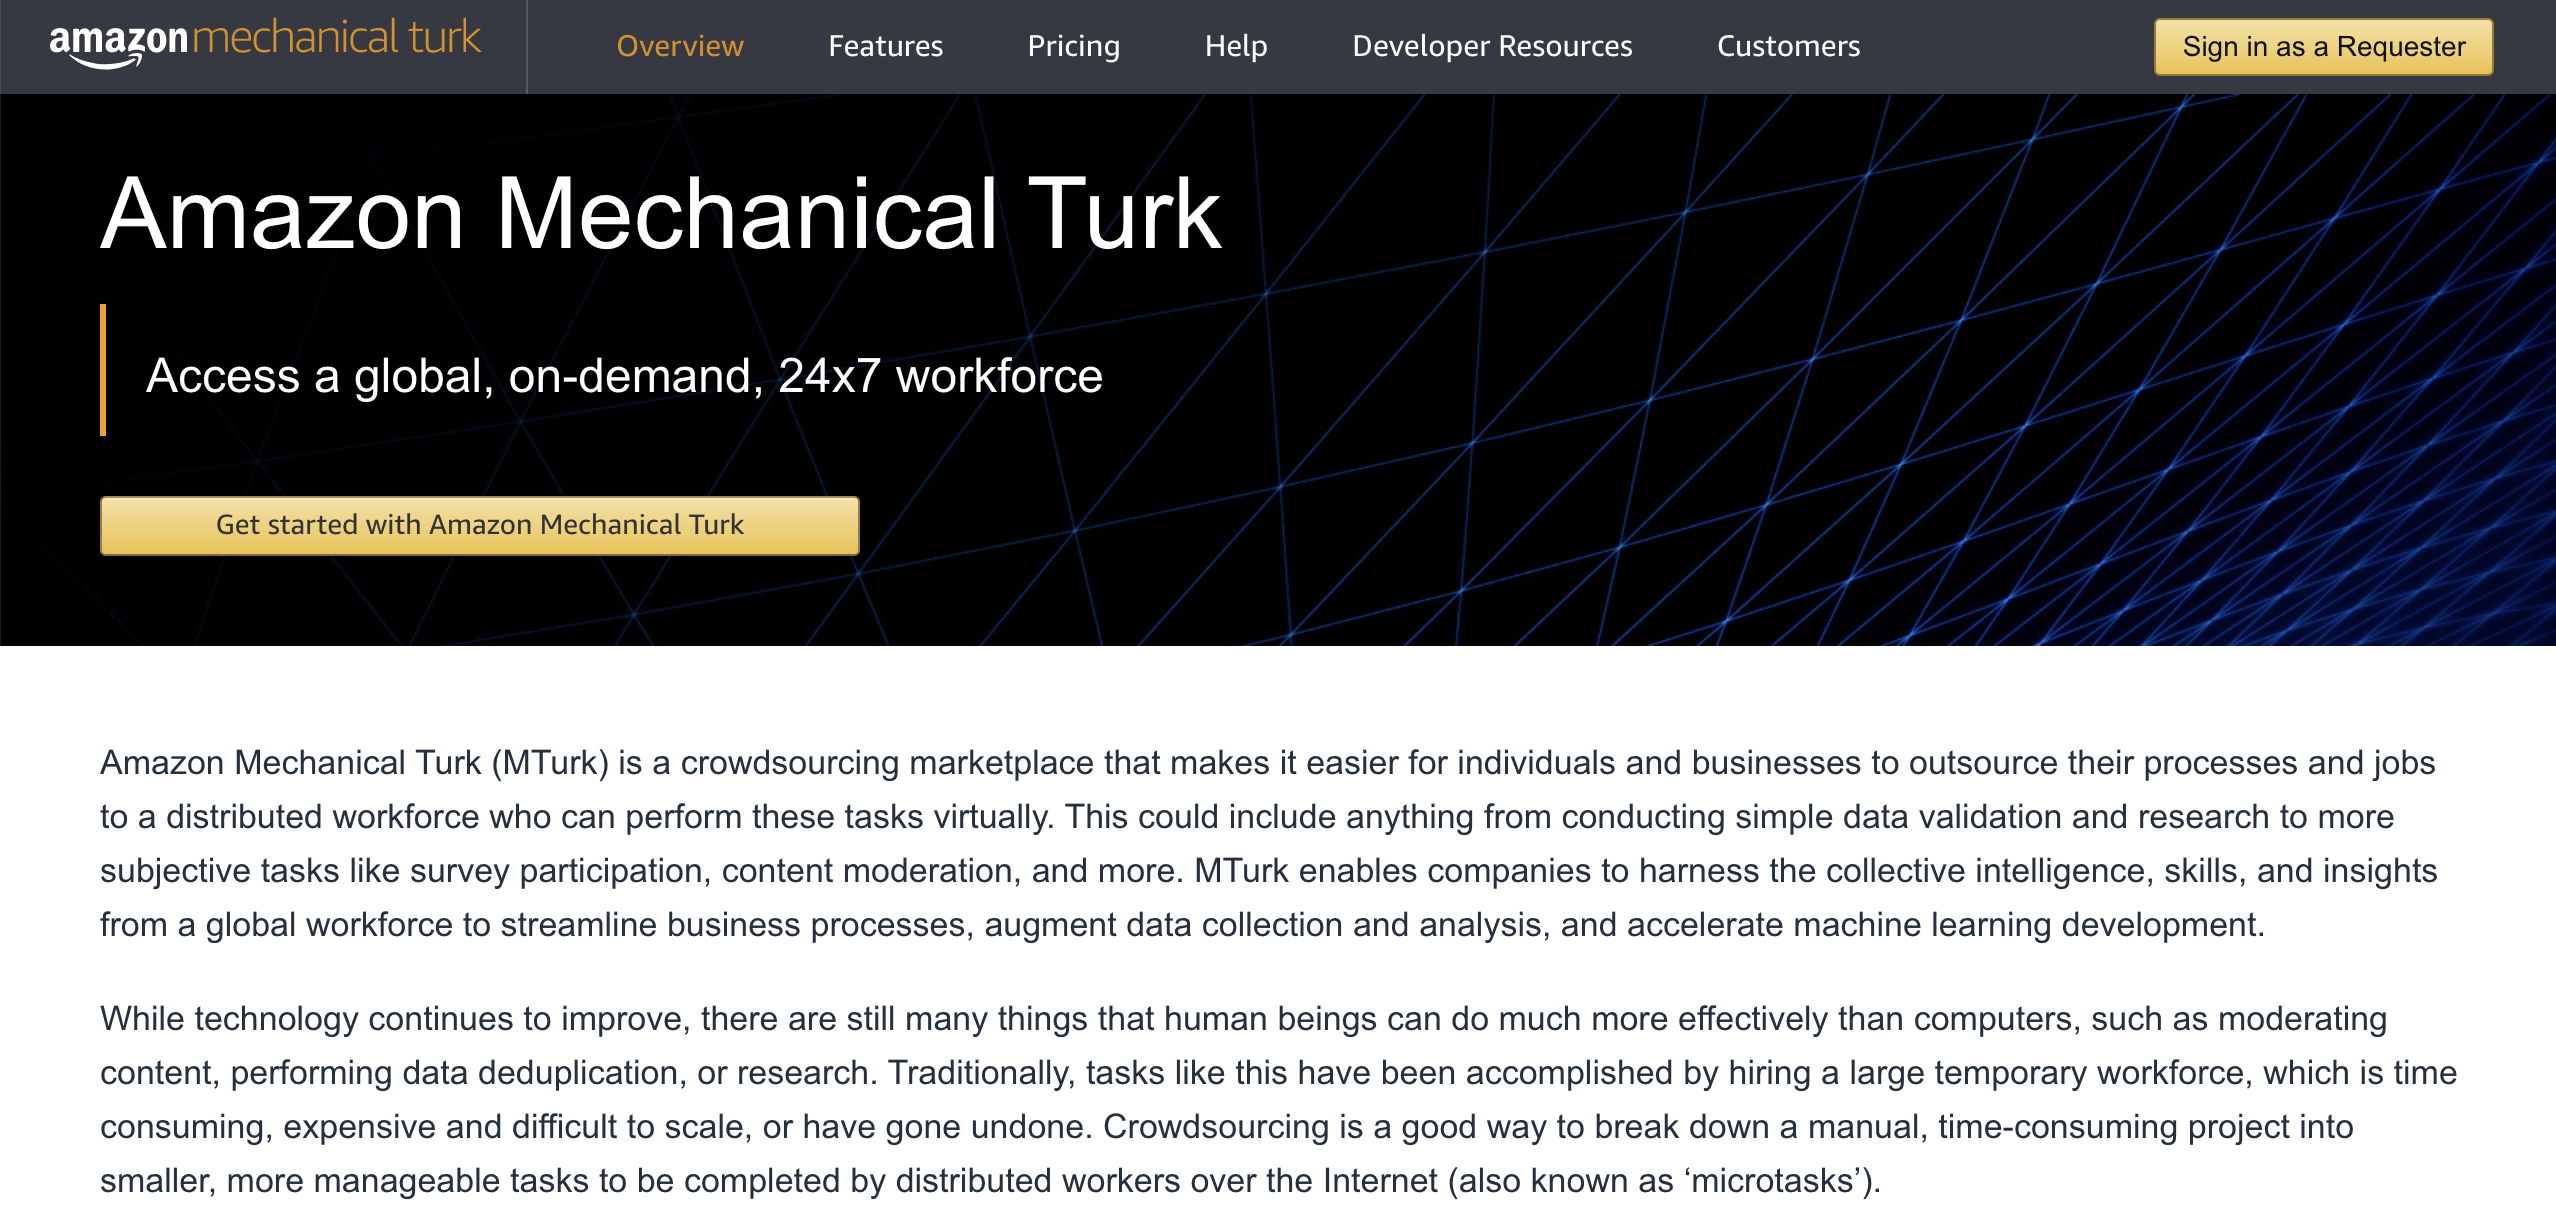 amazon mechanical turk
Overview
Features
Pricing
Help
Developer Resources
Customers
Sign in as a Requester
Amazon Mechanical Turk
Access a global, on-demand, 24x7 workforce
Get started with Amazon Mechanical Turk
Amazon Mechanical Turk (MTurk) is a crowdsourcing marketplace that makes it easier for individuals and businesses to outsource their processes and jobs
to a distributed workforce who can perform these tasks virtually. This could include anything from conducting simple data validation and research to more
subjective tasks like survey participation, content moderation, and more. MTurk enables companies to harness the collective intelligence, skills, and insights
from a global workforce to streamline business processes, augment data collection and analysis, and accelerate machine learning development.
While technology continues to improve, there are still many things that human beings can do much more effectively than computers, such as moderating
content, performing data deduplication, or research. Traditionally, tasks like this have been accomplished by hiring a large temporary workforce, which is time
consuming, expensive and difficult to scale, or have gone undone. Crowdsourcing is a good way to break down a manual, time-consuming project into
smaller, more manageable tasks to be completed by distributed workers over the Internet (also known as ‘microtasks’).